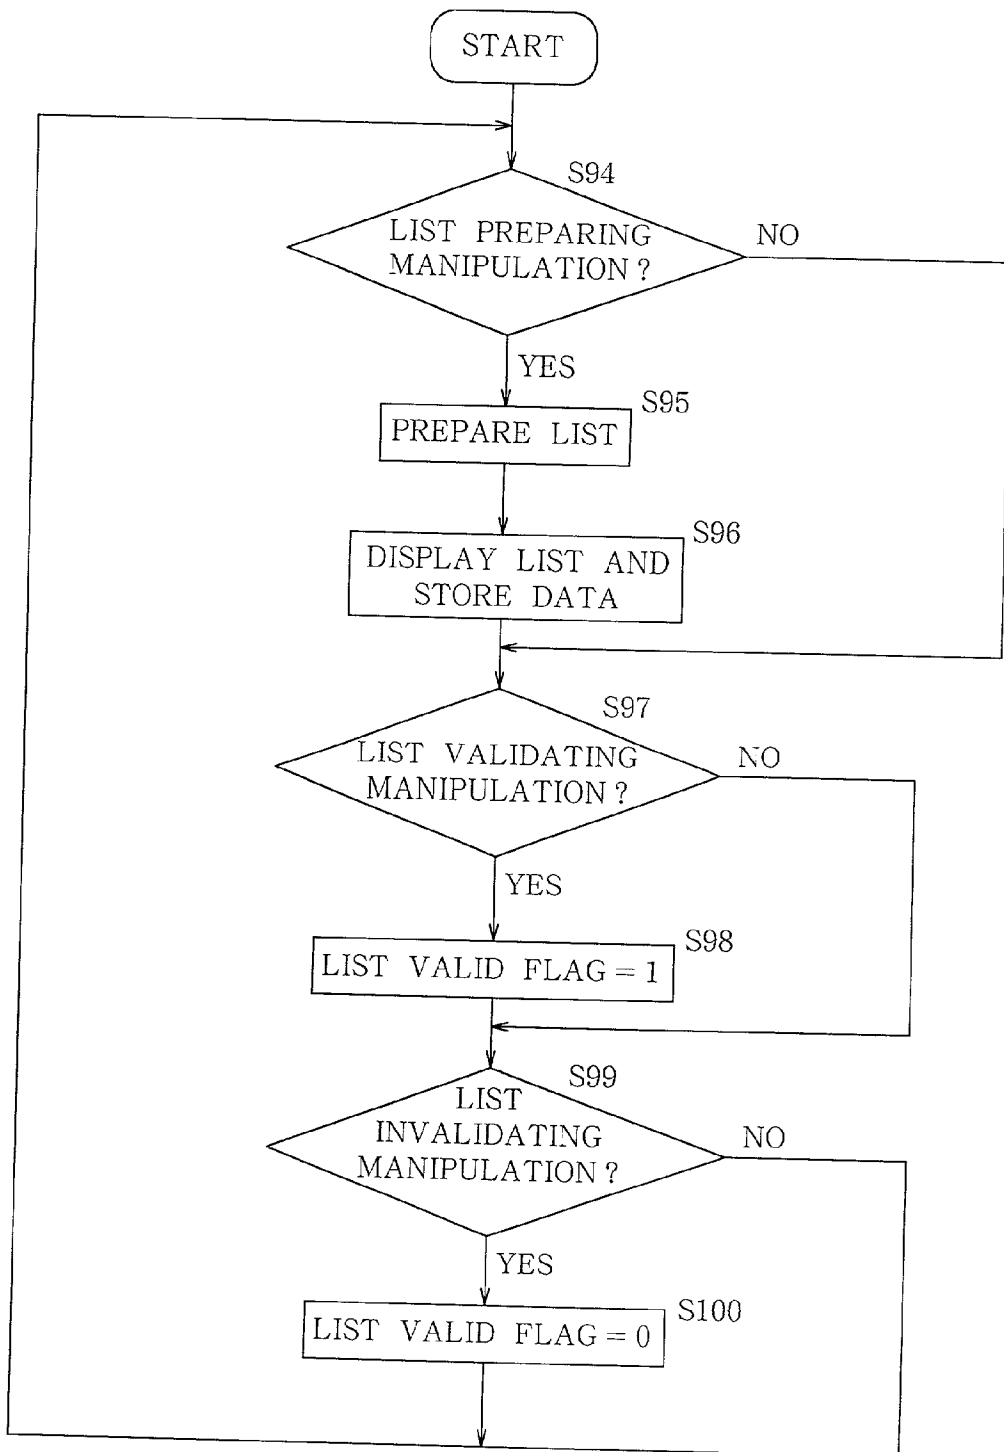 START
S94
LIST PREPARING
MANIPULATION?
NO
YES
S95
PREPARE LIST
S96
DISPLAY LIST AND
STORE DATA
S97
LIST VALIDATING
MANIPULATION?
NO
YES
S98
LIST VALID FLAG = 1
S99
LIST
INVALIDATING
MANIPULATION?
NO
YES
S100
LIST VALID FLAG = 0